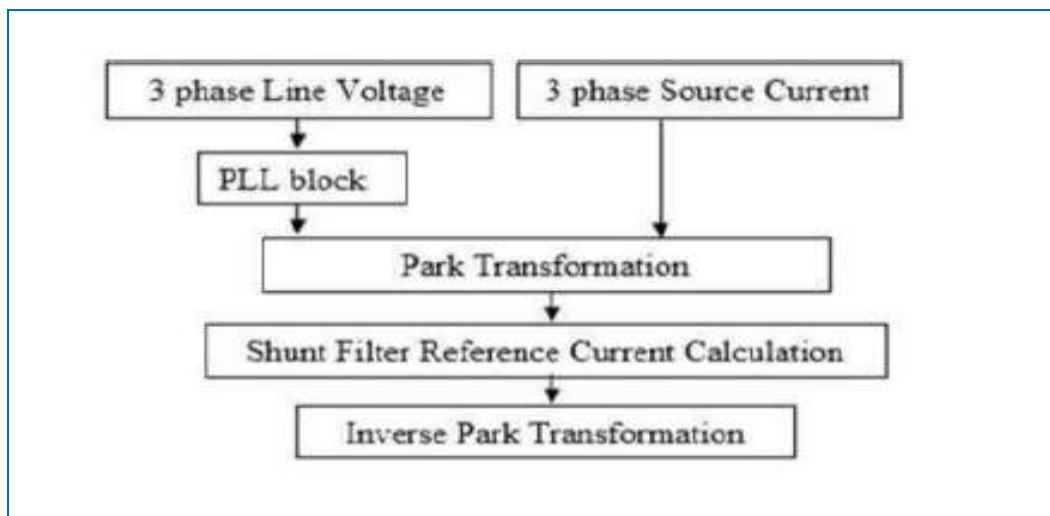 3 phase Line Voltage
3 phase Source Current
PLL block
Park Transformation
Shunt Filter Reference Current Calculation
Inverse Park Transformation